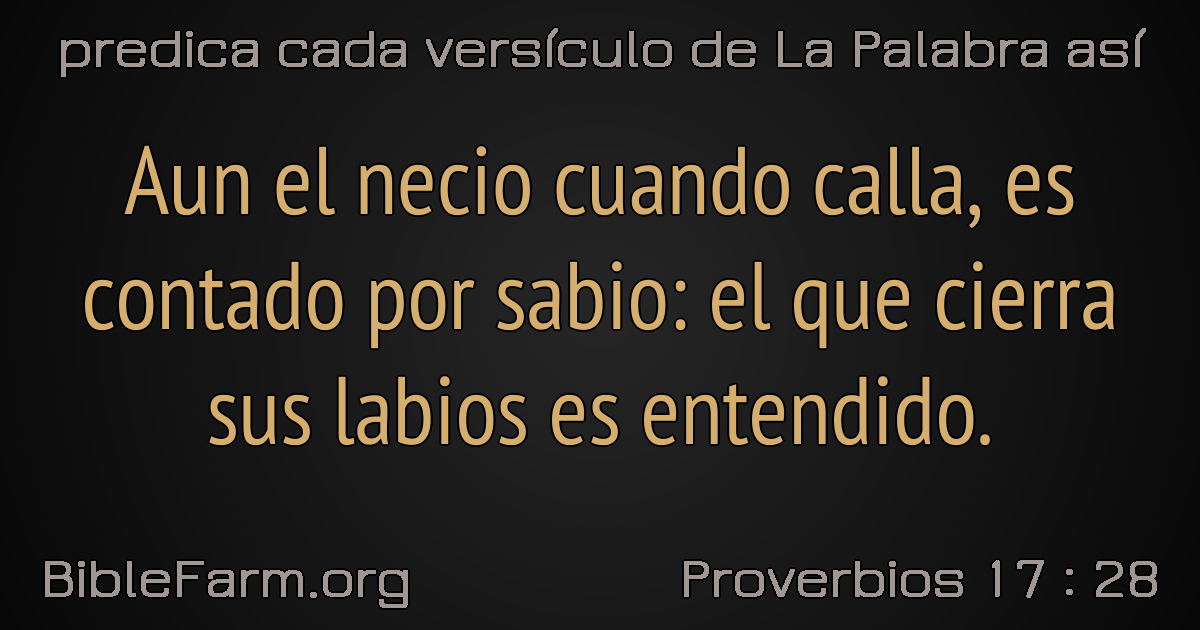 predica cada versículo de La Palabra así
Aun el necio cuando calla, es
contado por sabio: el que cierra
sus labios es entendido.
BibleFarm.org
Proverbios 17 : 28